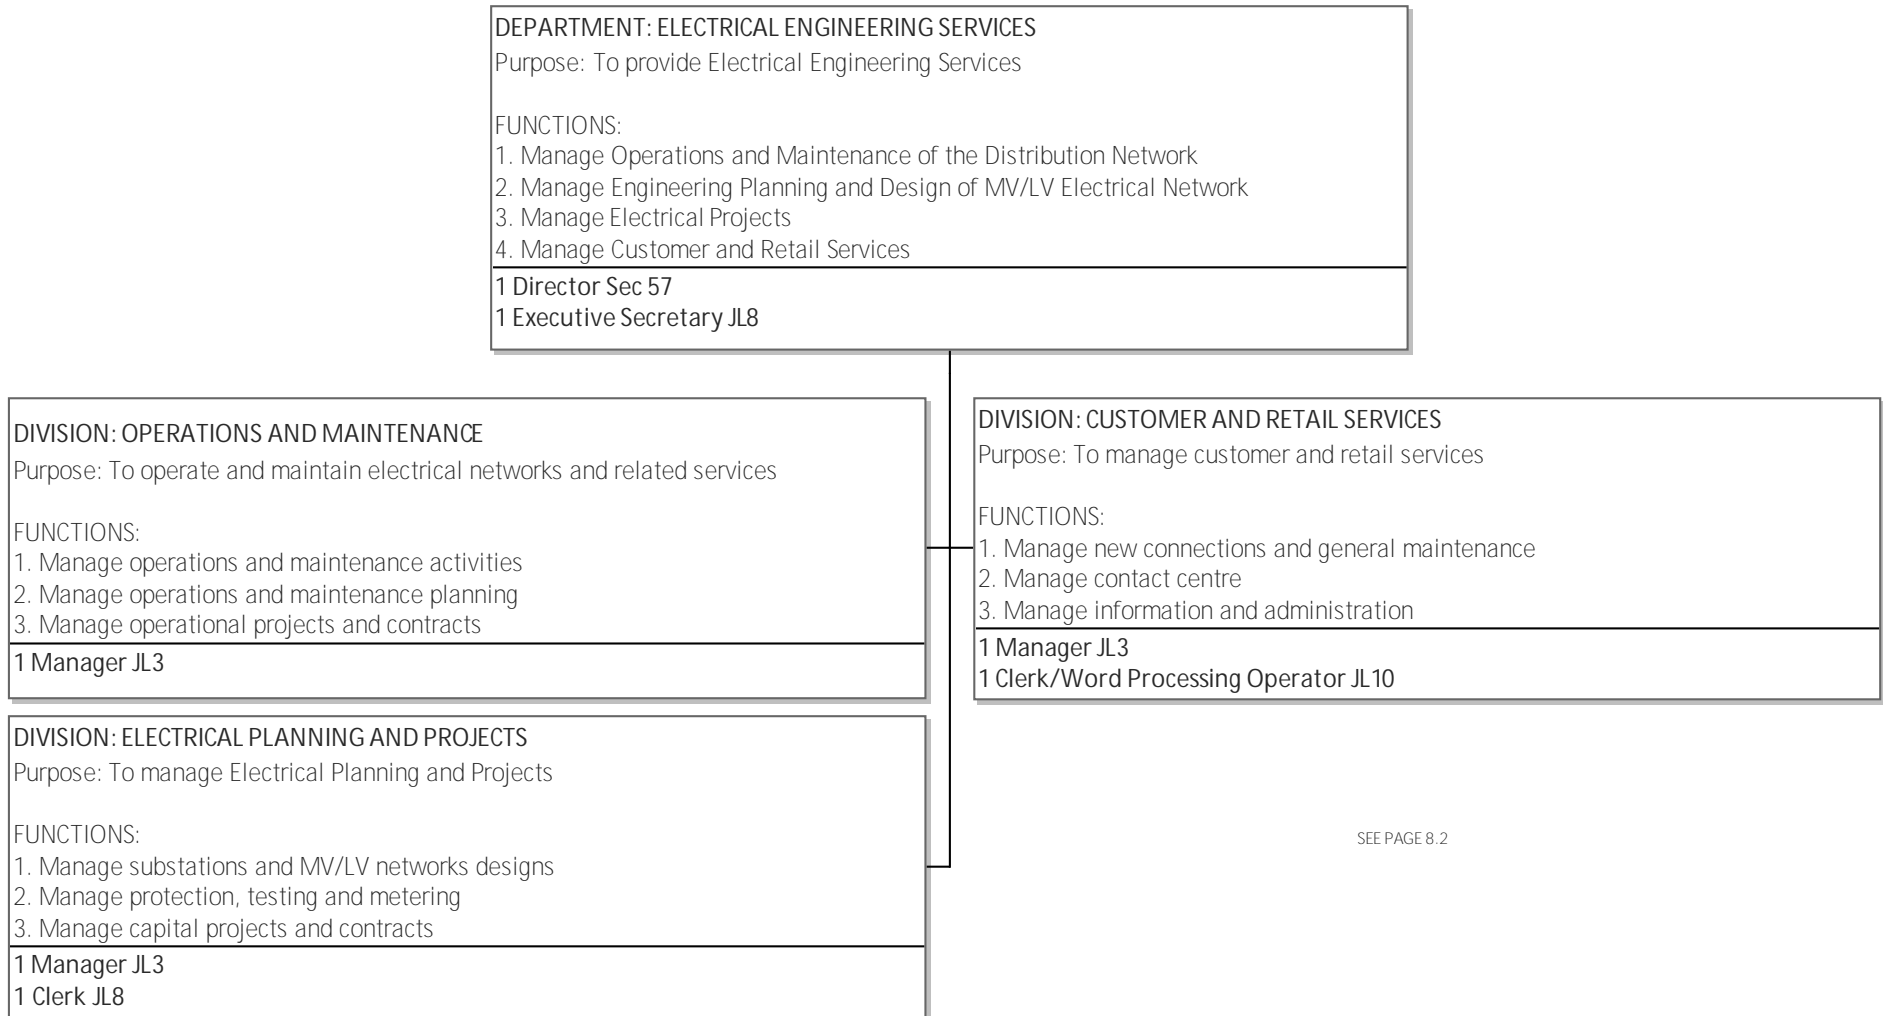 DEPARTMENT: ELECTRICAL ENGINEERING SERVICES
Purpose: To provide Electrical Engineering Services
FUNCTIONS:
1. Manage Operations and Maintenance of the Distribution Network
2. Manage Engineering Planning and Design of MV/LV Electrical Network
3. Manage Electrical Projects
4. Manage Customer and Retail Services
1 Director Sec 57
1 Executive Secretary JL8
DIVISION: OPERATIONS AND MAINTENANCE
Purpose: To operate and maintain electrical networks and related services
FUNCTIONS:
1. Manage operations and maintenance activities
2. Manage operations and maintenance planning
3. Manage operational projects and contracts
1 Manager JL3
DIVISION: CUSTOMER AND RETAIL SERVICES
Purpose: To manage customer and retail services
FUNCTIONS:
1. Manage new connections and general maintenance
2. Manage contact centre
3. Manage information and administration
1 Manager JL3
1 Clerk/Word Processing Operator JL10
DIVISION: ELECTRICAL PLANNING AND PROJECTS
Purpose: To manage Electrical Planning and Projects
FUNCTIONS:
1. Manage substations and MV/LV networks designs
2. Manage protection, testing and metering
3. Manage capital projects and contracts
1 Manager JL3
1 Clerk JL8
SEE PAGE 8.2